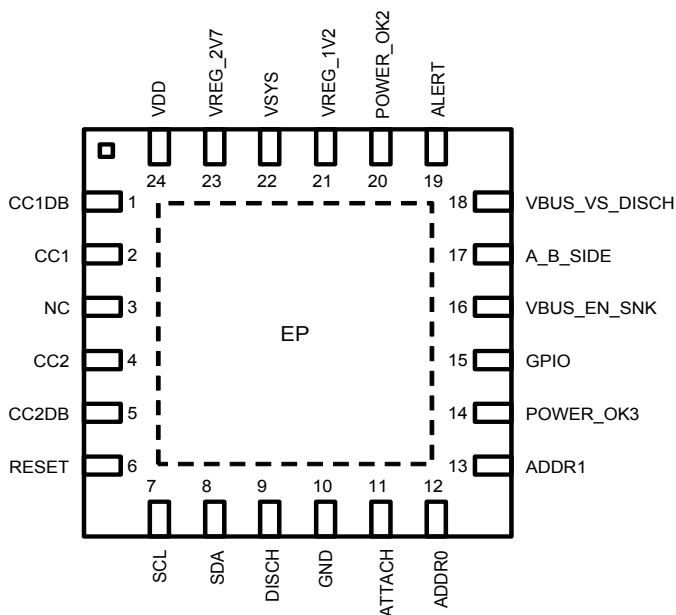 VDD VREG_2V7 VSYS VREG_1V2 POWER_OK2 ALERT
24 23 22 21 20 19
CC1DB 1 18 VBUS_VS_DISCH
CC1 2 17 A_B_SIDE
NC 3 16 VBUS_EN_SNK
EP
CC2 4 15 GPIO
CC2DB 5 14 POWER_OK3
RESET 6 13 ADDR1
7 8 9 10 11 12
SCL SDA DISCH GND ATTACH ADDR0